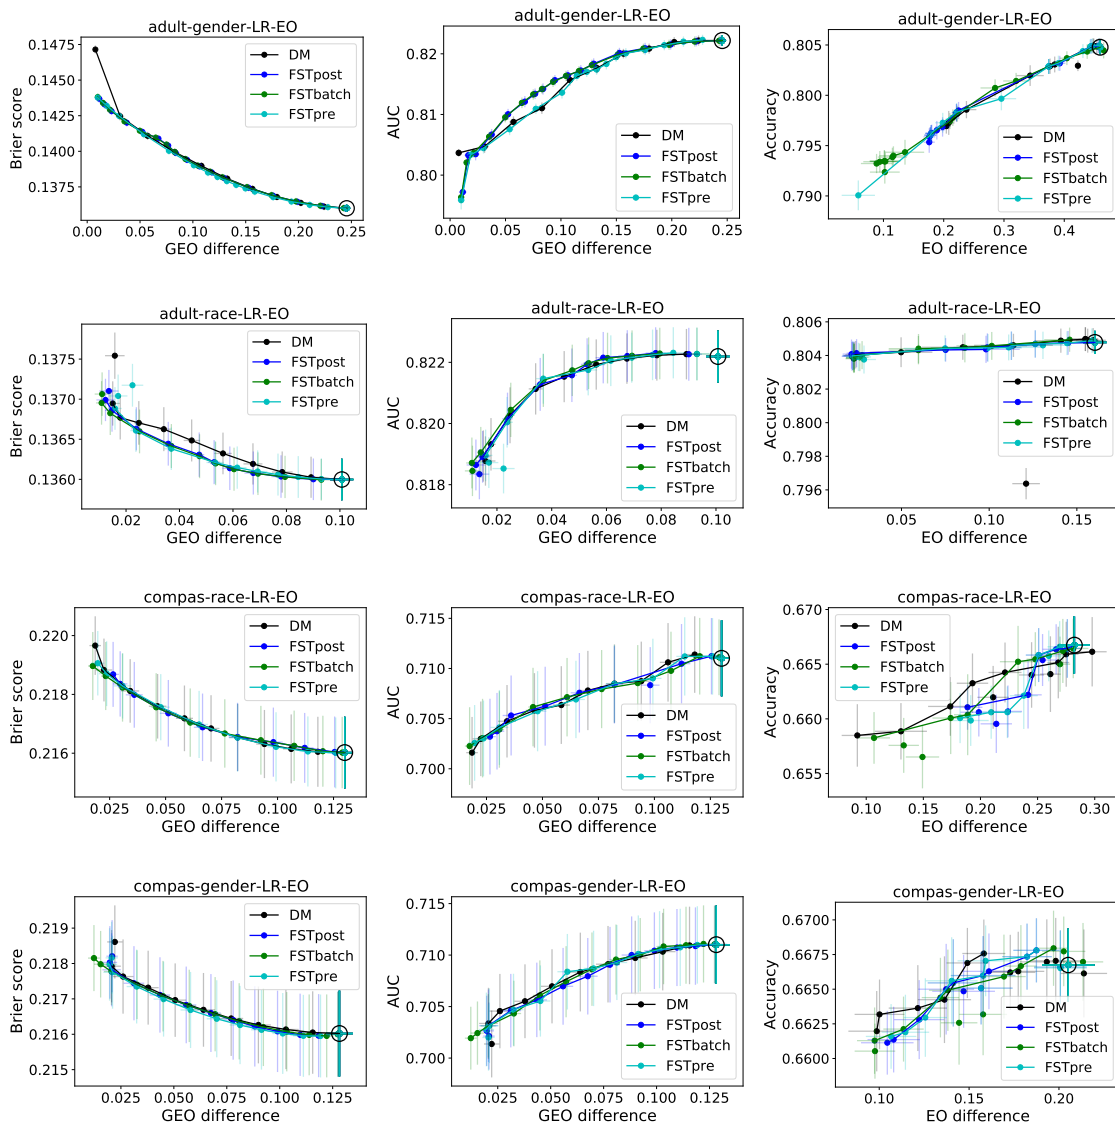 adult-gender-LR-EO
Brier score
0.1475
0.1450
0.1425
0.1400
0.1375
DM
FSTpost
FSTbatch
FSTpre
0.00 0.05 0.10 0.15 0.20 0.25
GEO difference
adult-gender-LR-EO
AUC
0.82
0.81
0.80
DM
FSTpost
FSTbatch
FSTpre
0.00 0.05 0.10 0.15 0.20 0.25
GEO difference
adult-gender-LR-EO
Accuracy
0.805
0.800
0.795
0.790
DM
FSTpost
FSTbatch
FSTpre
0.1 0.2 0.3 0.4
EO difference
adult-race-LR-EO
Brier score
0.1375
0.1370
0.1365
0.1360
DM
FSTpost
FSTbatch
FSTpre
0.02 0.04 0.06 0.08 0.10
GEO difference
adult-race-LR-EO
AUC
0.822
0.820
0.818
DM
FSTpost
FSTbatch
FSTpre
0.02 0.04 0.06 0.08 0.10
GEO difference
adult-race-LR-EO
Accuracy
0.806
0.804
0.802
0.800
0.798
0.796
DM
FSTpost
FSTbatch
FSTpre
0.05 0.10 0.15
EO difference
compas-race-LR-EO
Brier score
0.220
0.218
0.216
DM
FSTpost
FSTbatch
FSTpre
0.025 0.050 0.075 0.100 0.125
GEO difference
compas-race-LR-EO
AUC
0.715
0.710
0.705
0.700
DM
FSTpost
FSTbatch
FSTpre
0.025 0.050 0.075 0.100 0.125
GEO difference
compas-race-LR-EO
Accuracy
0.670
0.665
0.660
0.655
DM
FSTpost
FSTbatch
FSTpre
0.10 0.15 0.20 0.25 0.30
EO difference
compas-gender-LR-EO
Brier score
0.219
0.218
0.217
0.216
0.215
DM
FSTpost
FSTbatch
FSTpre
0.025 0.050 0.075 0.100 0.125
GEO difference
compas-gender-LR-EO
AUC
0.715
0.710
0.705
0.700
DM
FSTpost
FSTbatch
FSTpre
0.025 0.050 0.075 0.100 0.125
GEO difference
compas-gender-LR-EO
Accuracy
0.6700
0.6675
0.6650
0.6625
0.6600
DM
FSTpost
FSTbatch
FSTpre
0.10 0.15 0.20
EO difference